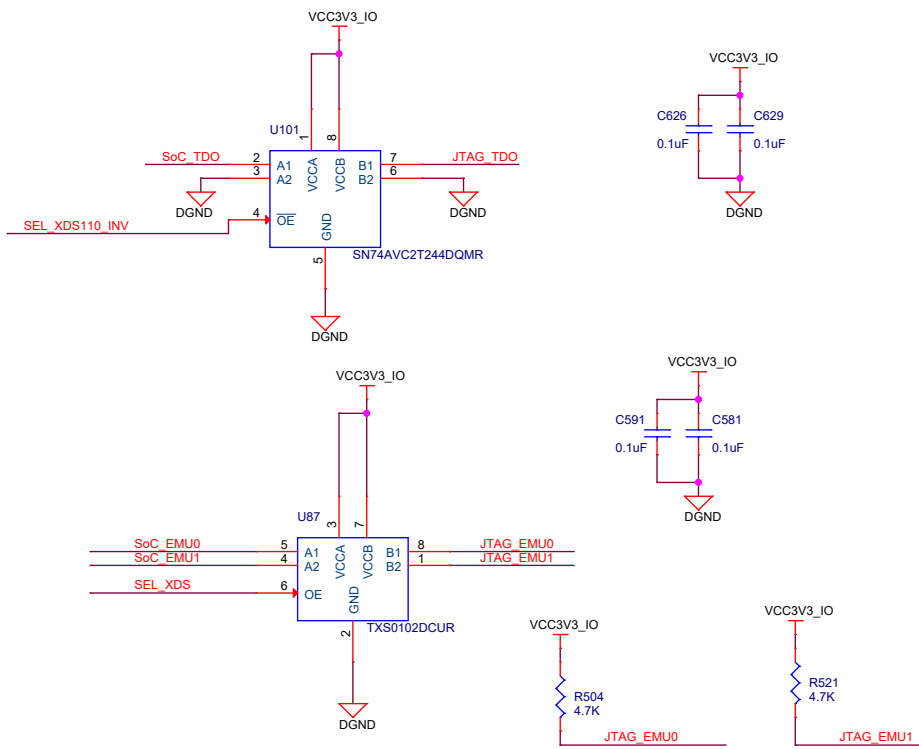 VCC3V3_IO
U101
1
8
SoC_TDO
2
A1
VCCA
VCCB
B1
7
JTAG_TDO
3
A2
B2
6
DGND
DGND
SEL_XDS110_INV
4
OE
GND
5
SN74AVC2T244DQMR
DGND
VCC3V3_IO
C626
C629
0.1uF
0.1uF
DGND
VCC3V3_IO
U87
3
7
SoC_EMU0
5
A1
VCCA
VCCB
B1
8
JTAG_EMU0
SoC_EMU1
4
A2
B2
1
JTAG_EMU1
SEL_XDS
6
OE
GND
2
TXS0102DCUR
DGND
VCC3V3_IO
C591
C581
0.1uF
0.1uF
DGND
VCC3V3_IO
R504
4.7K
JTAG_EMU0
VCC3V3_IO
R521
4.7K
JTAG_EMU1